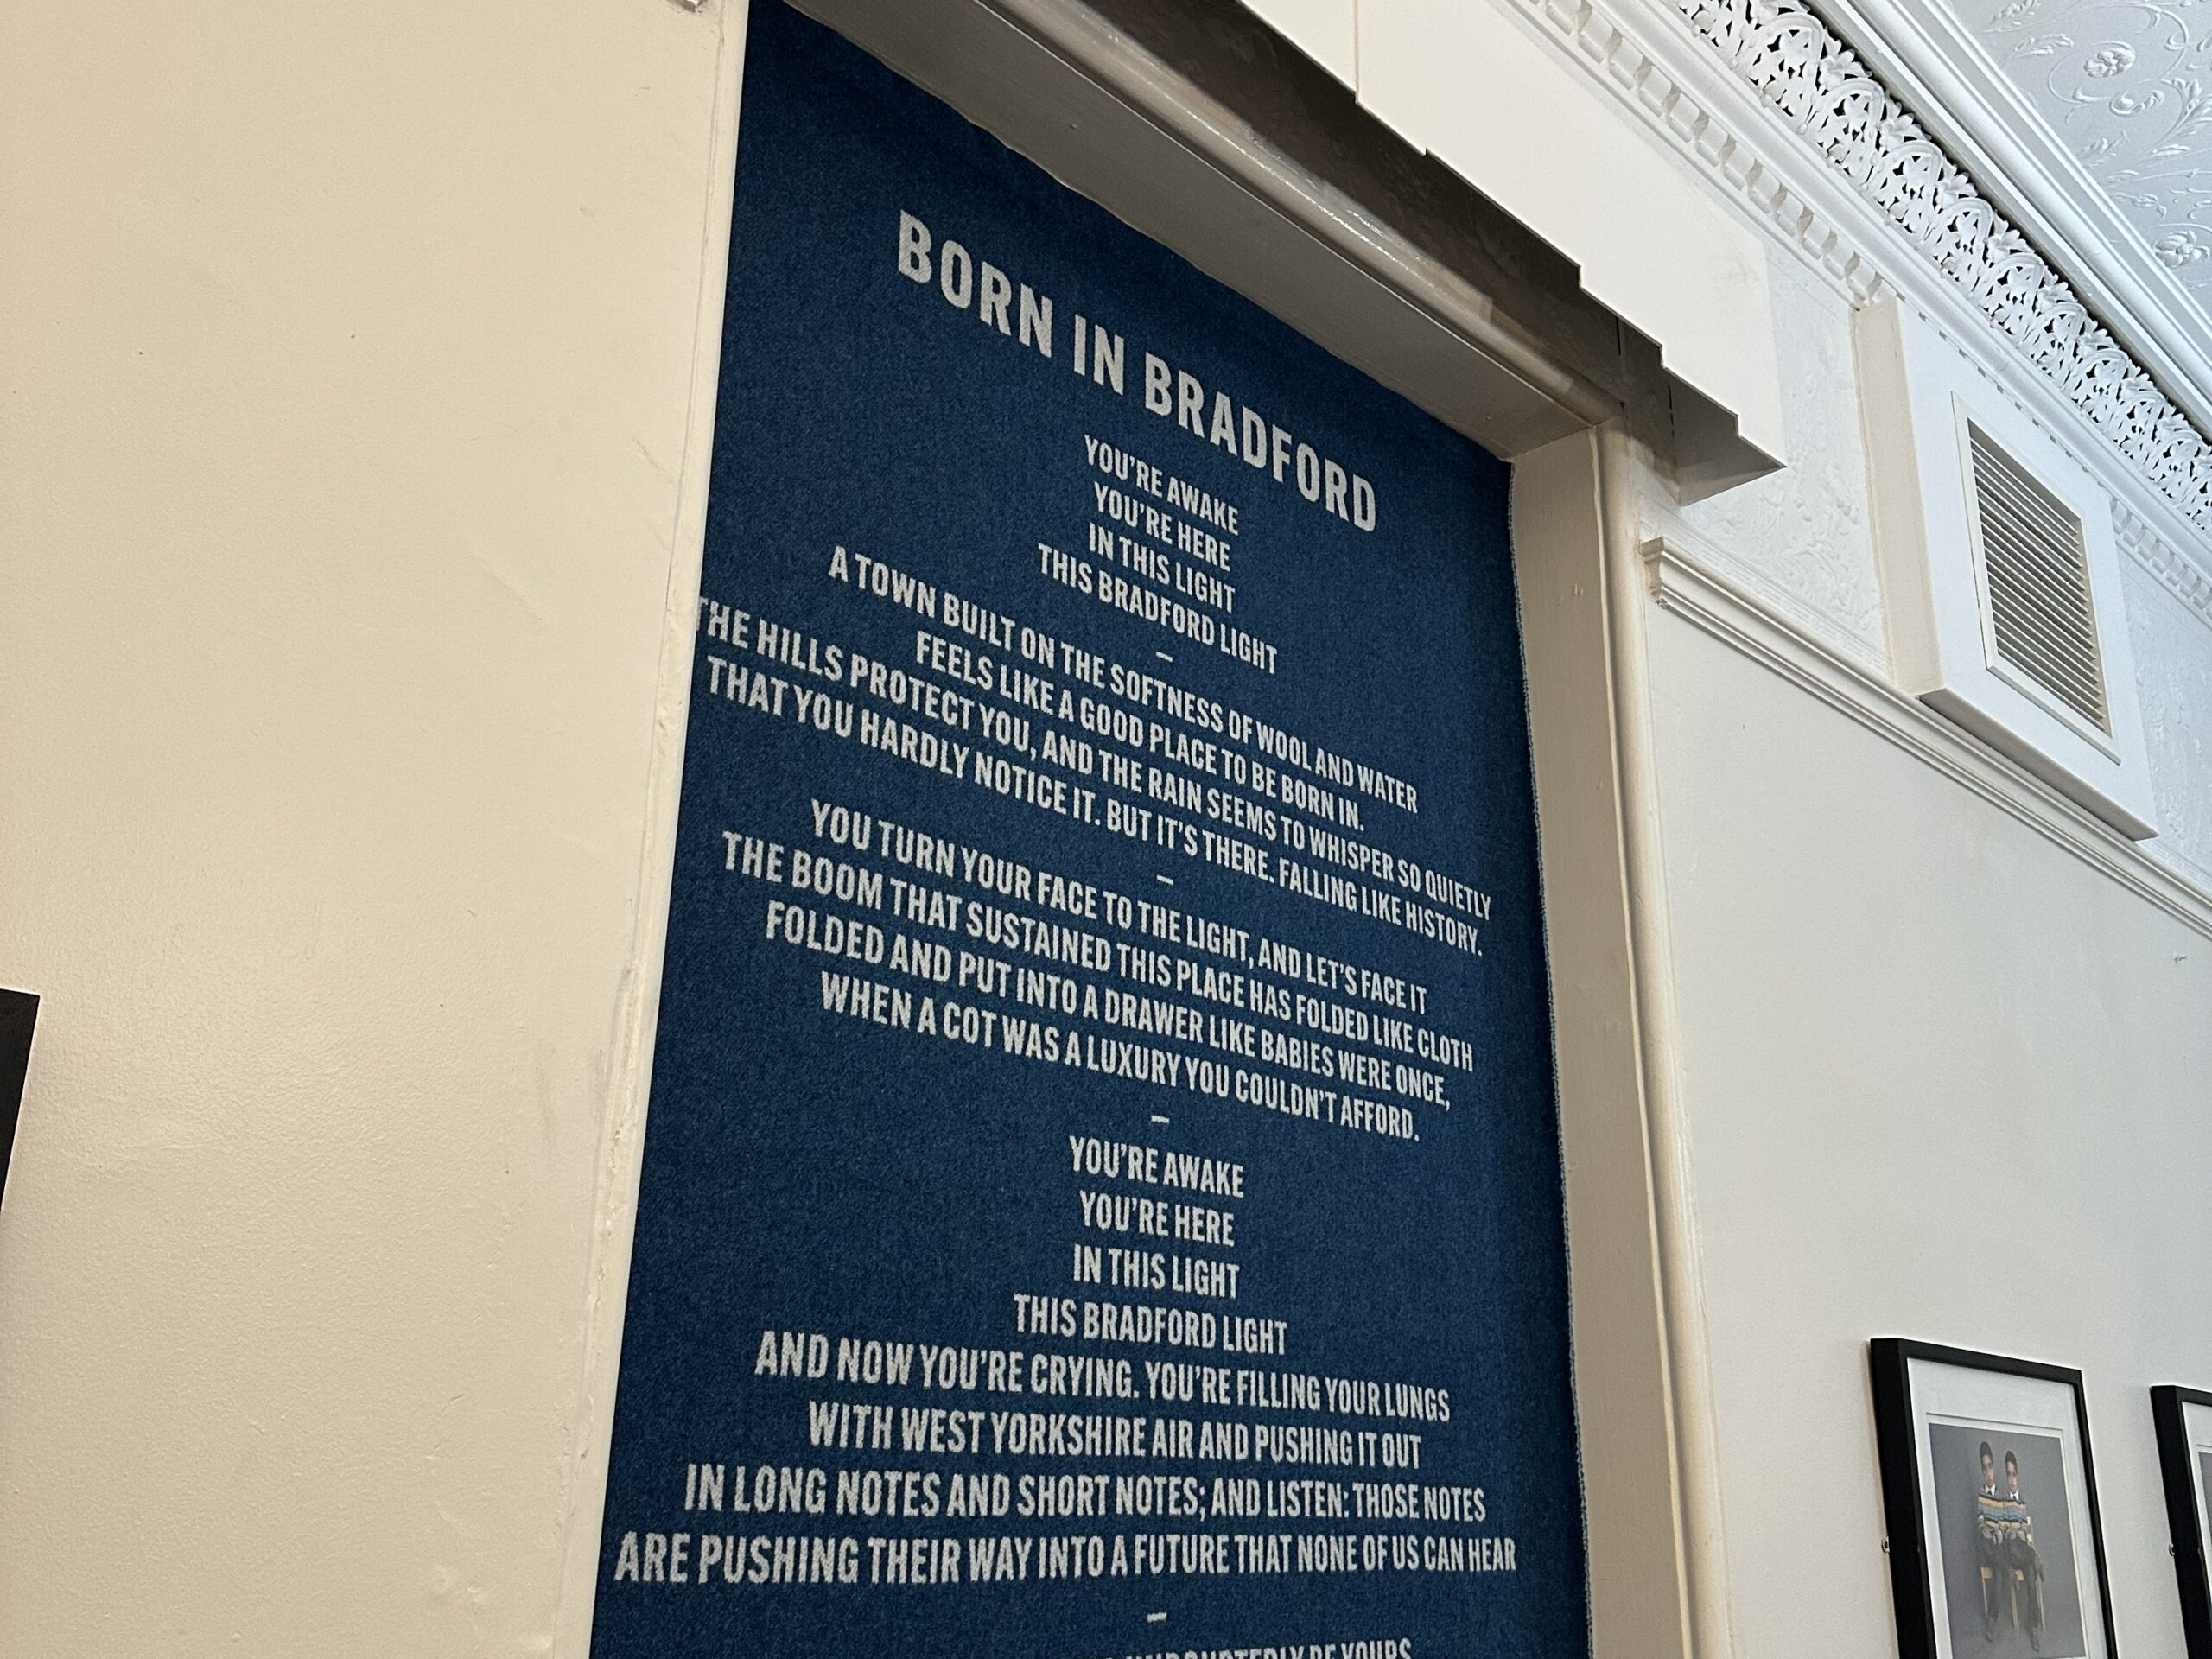 BORN IN BRADFORD
YOU'RE AWAKE
YOU'RE HERE
IN THIS LIGHT
THIS BRADFORD LIGHT
–
A TOWN BUILT ON THE SOFTNESS OF WOOL AND WATER
FEELS LIKE A GOOD PLACE TO BE BORN IN.
THE HILLS PROTECT YOU, AND THE RAIN SEEMS TO WHISPER SO QUIETLY
THAT YOU HARDLY NOTICE IT. BUT IT'S THERE. FALLING LIKE HISTORY.
–
YOU TURN YOUR FACE TO THE LIGHT, AND LET'S FACE IT
THE BOOM THAT SUSTAINED THIS PLACE HAS FOLDED LIKE CLOTH
FOLDED AND PUT INTO A DRAWER LIKE BABIES WERE ONCE,
WHEN A COT WAS A LUXURY YOU COULDN'T AFFORD.
–
YOU'RE AWAKE
YOU'RE HERE
IN THIS LIGHT
THIS BRADFORD LIGHT
AND NOW YOU'RE CRYING. YOU'RE FILLING YOUR LUNGS
WITH WEST YORKSHIRE AIR AND PUSHING IT OUT
IN LONG NOTES AND SHORT NOTES; AND LISTEN: THOSE NOTES
ARE PUSHING THEIR WAY INTO A FUTURE THAT NONE OF US CAN HEAR
–
BE YOURS